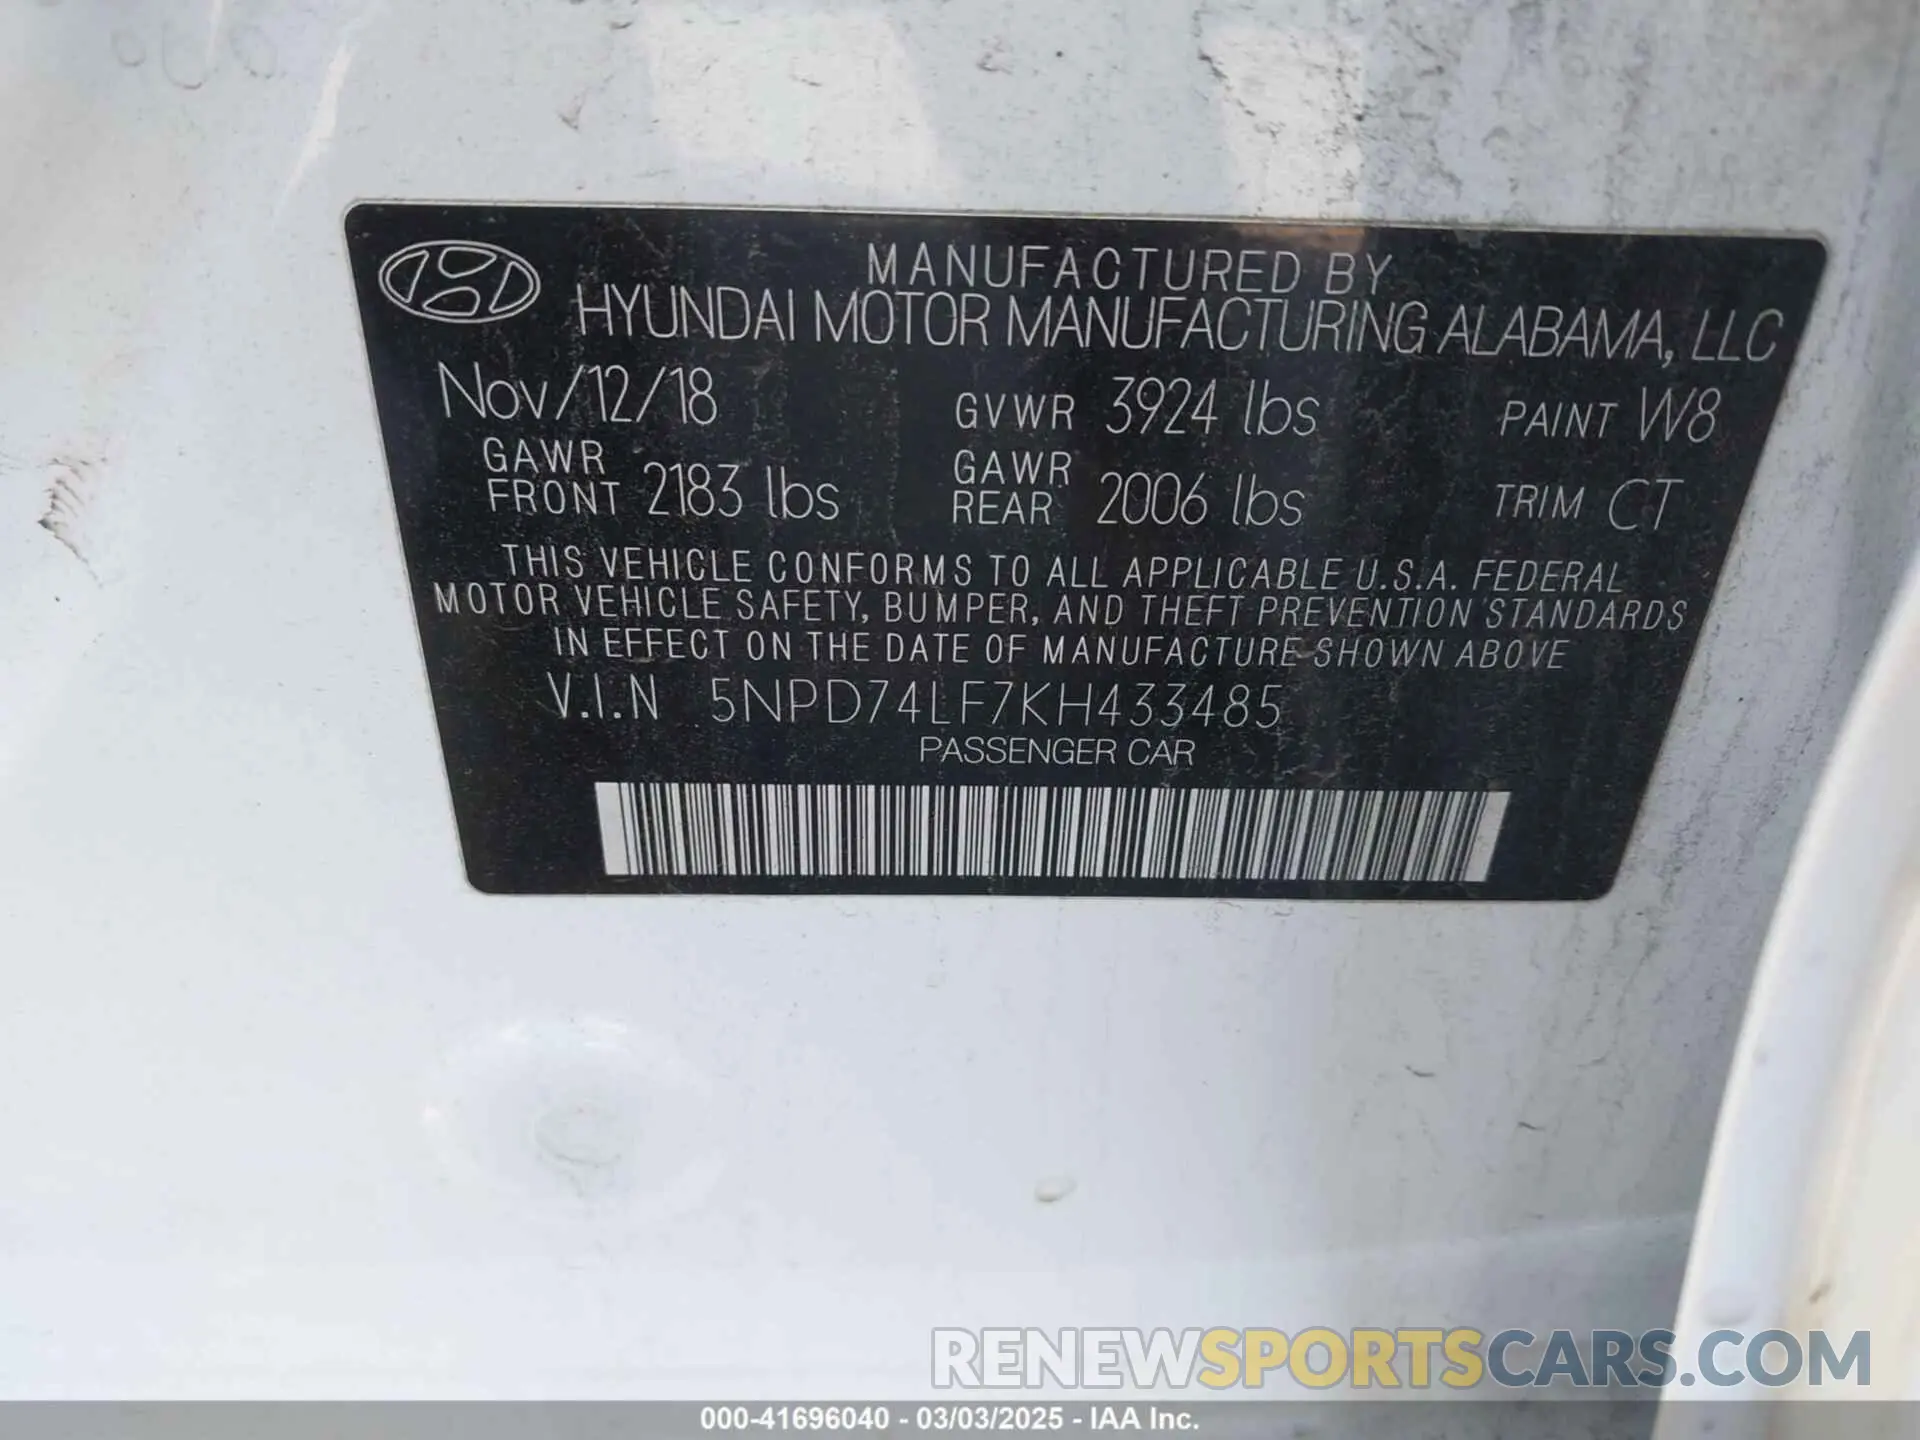 MANUFACTURED BY
HYUNDAI MOTOR MANUFACTURING ALABAMA, LLC
Nov/12/18 GVWR 3924 lbs PAINT W8
GAWR FRONT 2183 lbs GAWR REAR 2006 lbs TRIM CT
THIS VEHICLE CONFORMS TO ALL APPLICABLE U.S.A. FEDERAL
MOTOR VEHICLE SAFETY, BUMPER, AND THEFT PREVENTION STANDARDS
IN EFFECT ON THE DATE OF MANUFACTURE SHOWN ABOVE
V.I.N 5NPD74LF7KH433485
PASSENGER CAR
RENEWSPORTSCARS.COM
000-41696040 - 03/03/2025 - IAA Inc.